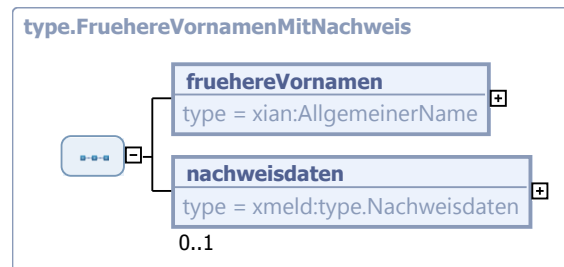 type.FruehereVornamenMitNachweis
fruehereVornamen
type = xian:AllgemeinerName
nachweisdaten
type = xmeld:type.Nachweisdaten
0..1